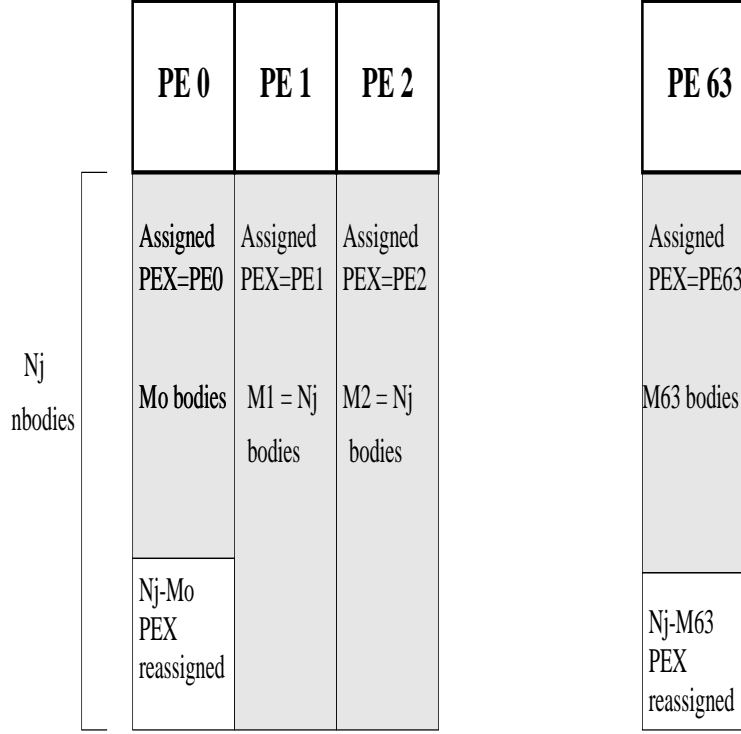 PE 0
PE 1
PE 2
PE 63
Assigned
PEX=PE0
Assigned
PEX=PE1
Assigned
PEX=PE2
Assigned
PEX=PE63
Nj
nbodies
Mo bodies
M1 = Nj
bodies
M2 = Nj
bodies
M63 bodies
Nj-Mo
PEX
reassigned
Nj-M63
PEX
reassigned